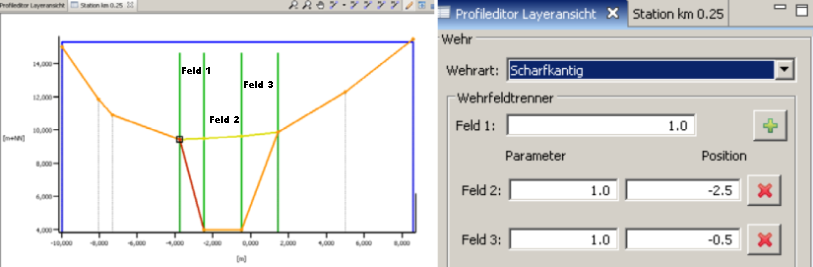 Profileditor Layeransicht Station km 0.25
Feld 1
Feld 3
Feld 2
14,000
12,000
[m+NN]
10,000
8,000
6,000
4,000
-10,000 -8,000 -6,000 -4,000 -2,000 0,000 2,000 4,000 6,000 8,000
[m]
Profileditor Layeransicht Station km 0.25
Wehr
Wehrart: Scharfkantig
Wehrfeldtrenner
Feld 1: 1.0
Parameter Position
Feld 2: 1.0 -2.5
Feld 3: 1.0 -0.5